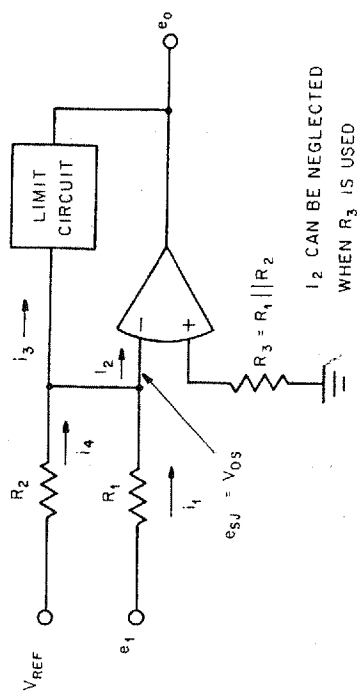 e₀
LIMIT
CIRCUIT
i₃
V_REF
R₂
i₄
I₂
−
e₁
R₁
i₁
+
e_SJ = V_OS
R₃ = R₁||R₂
I₂ CAN BE NEGLECTED
WHEN R₃ IS USED